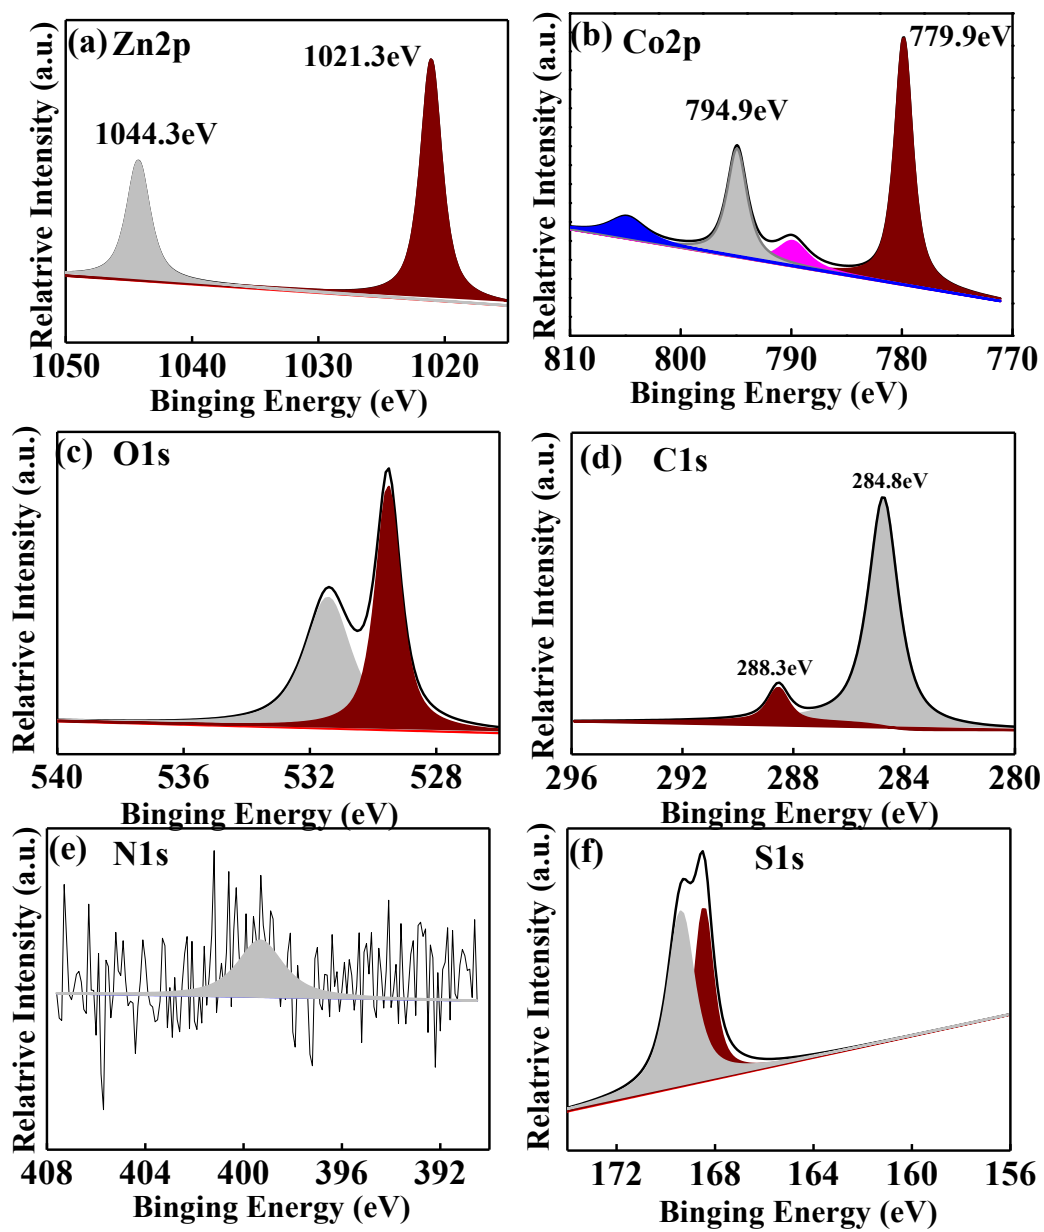 (a) Zn2p
1021.3eV
1044.3eV
Relatrive Intensity (a.u.)
1050 1040 1030 1020
Binging Energy (eV)
(b) Co2p
779.9eV
794.9eV
Relatrive Intensity (a.u.)
810 800 790 780 770
Binging Energy (eV)
(c) O1s
Relatrive Intensity (a.u.)
540 536 532 528
Binging Energy (eV)
(d) C1s
284.8eV
288.3eV
Relatrive Intensity (a.u.)
296 292 288 284 280
Binging Energy (eV)
(e) N1s
Relatrive Intensity (a.u.)
408 404 400 396 392
Binging Energy (eV)
(f) S1s
Relatrive Intensity (a.u.)
172 168 164 160 156
Binging Energy (eV)